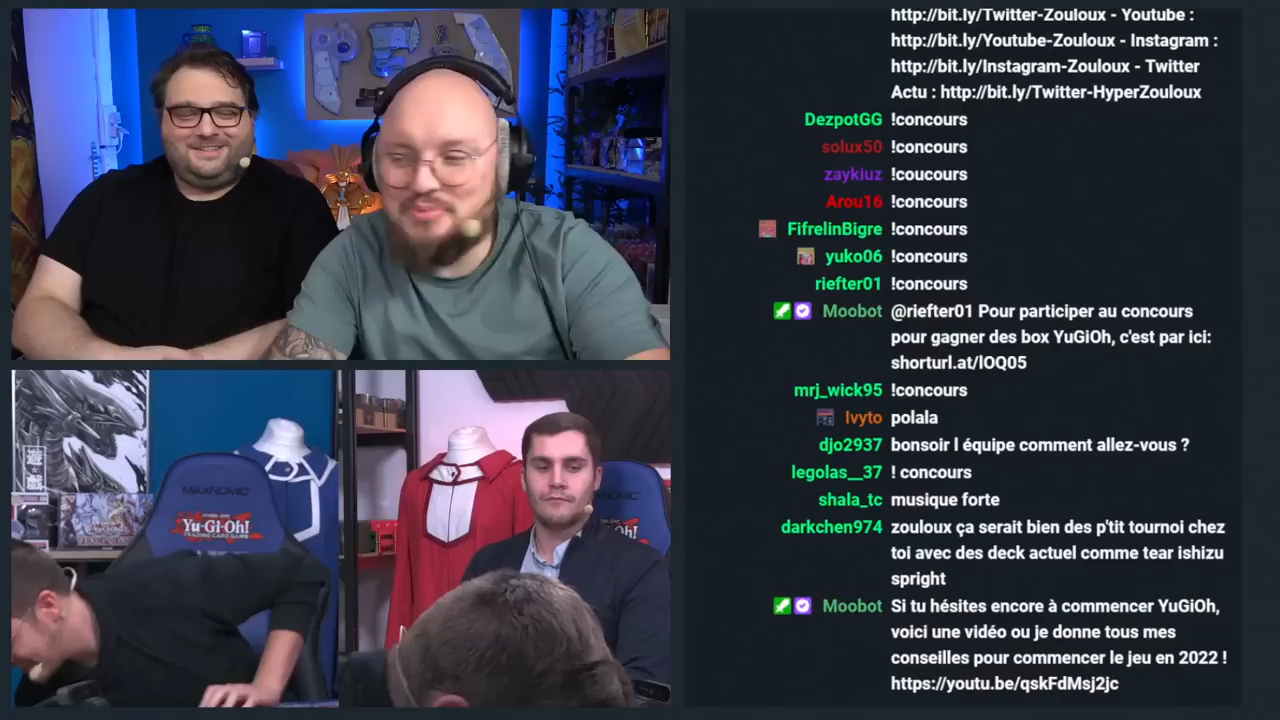 http://bit.ly/Twitter-Zouloux - Youtube :
http://bit.ly/Youtube-Zouloux - Instagram :
http://bit.ly/Instagram-Zouloux - Twitter
Actu : http://bit.ly/Twitter-HyperZouloux
DezpotGG !concours
solux50 !concours
zaykiuz !coucours
Arou16 !concours
FifrelinBigre !concours
yuko06 !concours
riefter01 !concours
Moobot @riefter01 Pour participer au concours
pour gagner des box YuGiOh, c'est par ici:
shorturl.at/lOQ05
mrj_wick95 !concours
Ivyto polala
djo2937 bonsoir l équipe comment allez-vous ?
legolas__37 ! concours
shala_tc musique forte
darkchen974 zouloux ça serait bien des p'tit tournoi chez
toi avec des deck actuel comme tear ishizu
spright
Moobot Si tu hésites encore à commencer YuGiOh,
voici une vidéo ou je donne tous mes
conseilles pour commencer le jeu en 2022 !
https://youtu.be/qskFdMsj2jc
遊☆戯
MAXNOMIC
Yu-Gi-Oh!
TRADING CARD GAME